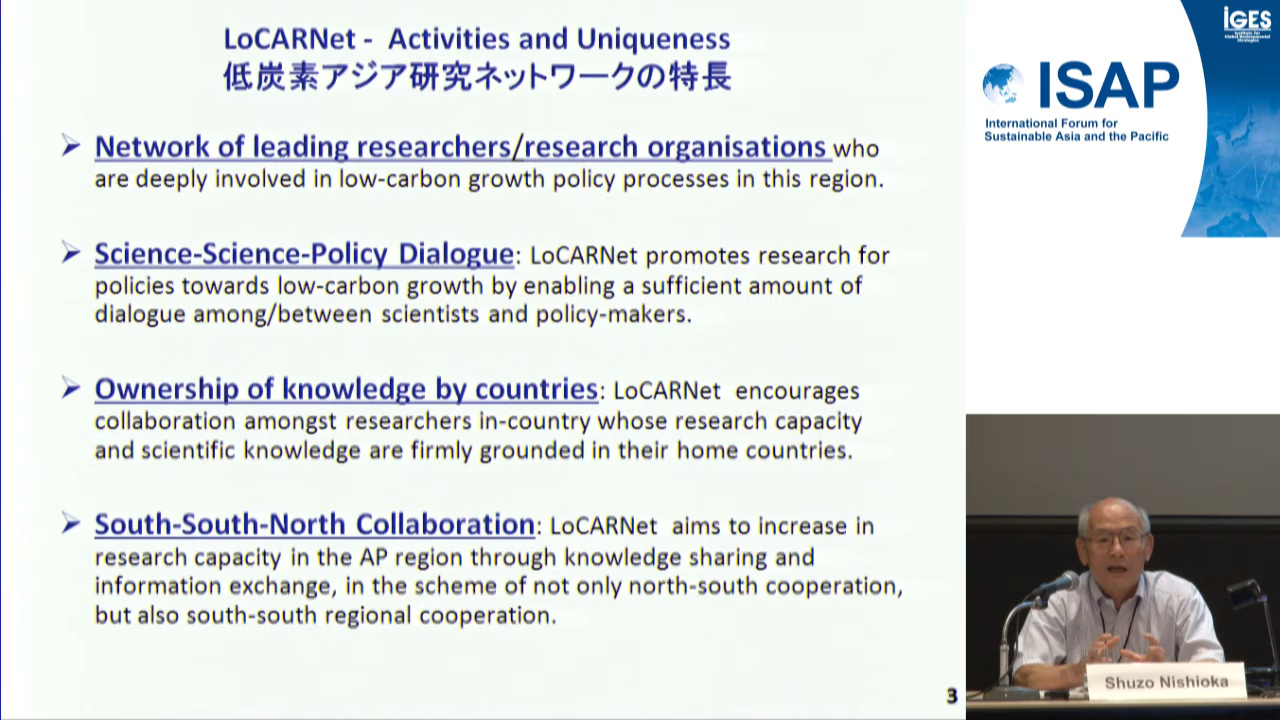 LoCARNet - Activities and Uniqueness
低炭素アジア研究ネットワークの特長
Network of leading researchers/research organisations who
are deeply involved in low-carbon growth policy processes in this region.
Science-Science-Policy Dialogue: LoCARNet promotes research for
policies towards low-carbon growth by enabling a sufficient amount of
dialogue among/between scientists and policy-makers.
Ownership of knowledge by countries: LoCARNet encourages
collaboration amongst researchers in-country whose research capacity
and scientific knowledge are firmly grounded in their home countries.
South-South-North Collaboration: LoCARNet aims to increase in
research capacity in the AP region through knowledge sharing and
information exchange, in the scheme of not only north-south cooperation,
but also south-south regional cooperation.
3
IGES
Institute for
Global Environmental
Strategies
ISAP
International Forum for
Sustainable Asia and the Pacific
Shuzo Nishioka